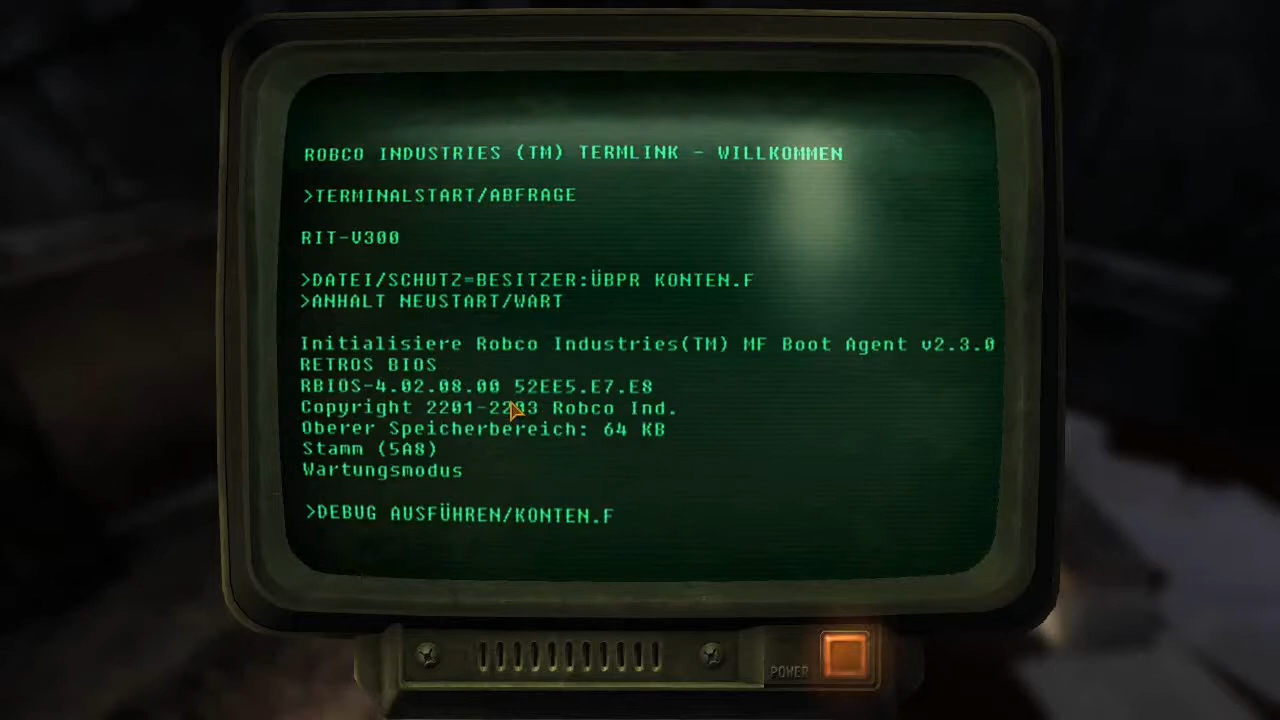 ROBCO INDUSTRIES (TM) TERMLINK - WILLKOMMEN
>TERMINALSTART/ABFRAGE
RIT-V300
>DATEI/SCHUTZ=BESITZER:ÜBPR KONTEN.F
>ANHALT NEUSTART/WART
Initialisiere Robco Industries(TM) MF Boot Agent v2.3.0
RETROS BIOS
RBIOS-4.02.08.00 52EE5.E7.E8
Copyright 2201-2203 Robco Ind.
Oberer Speicherbereich: 64 KB
Stamm (5A8)
Wartungsmodus
>DEBUG AUSFÜHREN/KONTEN.F
POWER